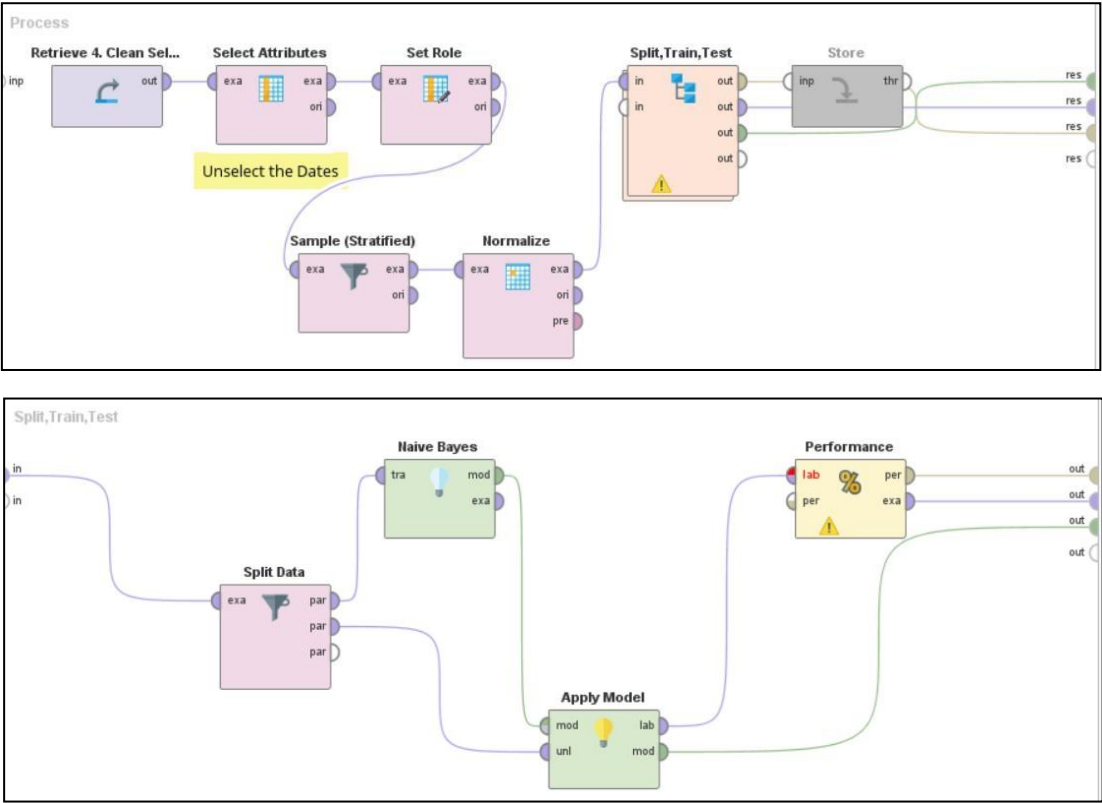 Process
Retrieve 4. Clean Sel...
Select Attributes
Set Role
Split,Train,Test
Store
inp
out
exa
exa
ori
exa
exa
ori
in
out
in
out
out
out
inp
thr
res
res
res
res
Unselect the Dates
Sample (Stratified)
Normalize
exa
exa
ori
exa
exa
ori
pre
Split,Train,Test
in
in
Naive Bayes
tra
mod
exa
Performance
lab
per
per
exa
out
out
out
out
Split Data
exa
par
par
par
Apply Model
mod
lab
unl
mod